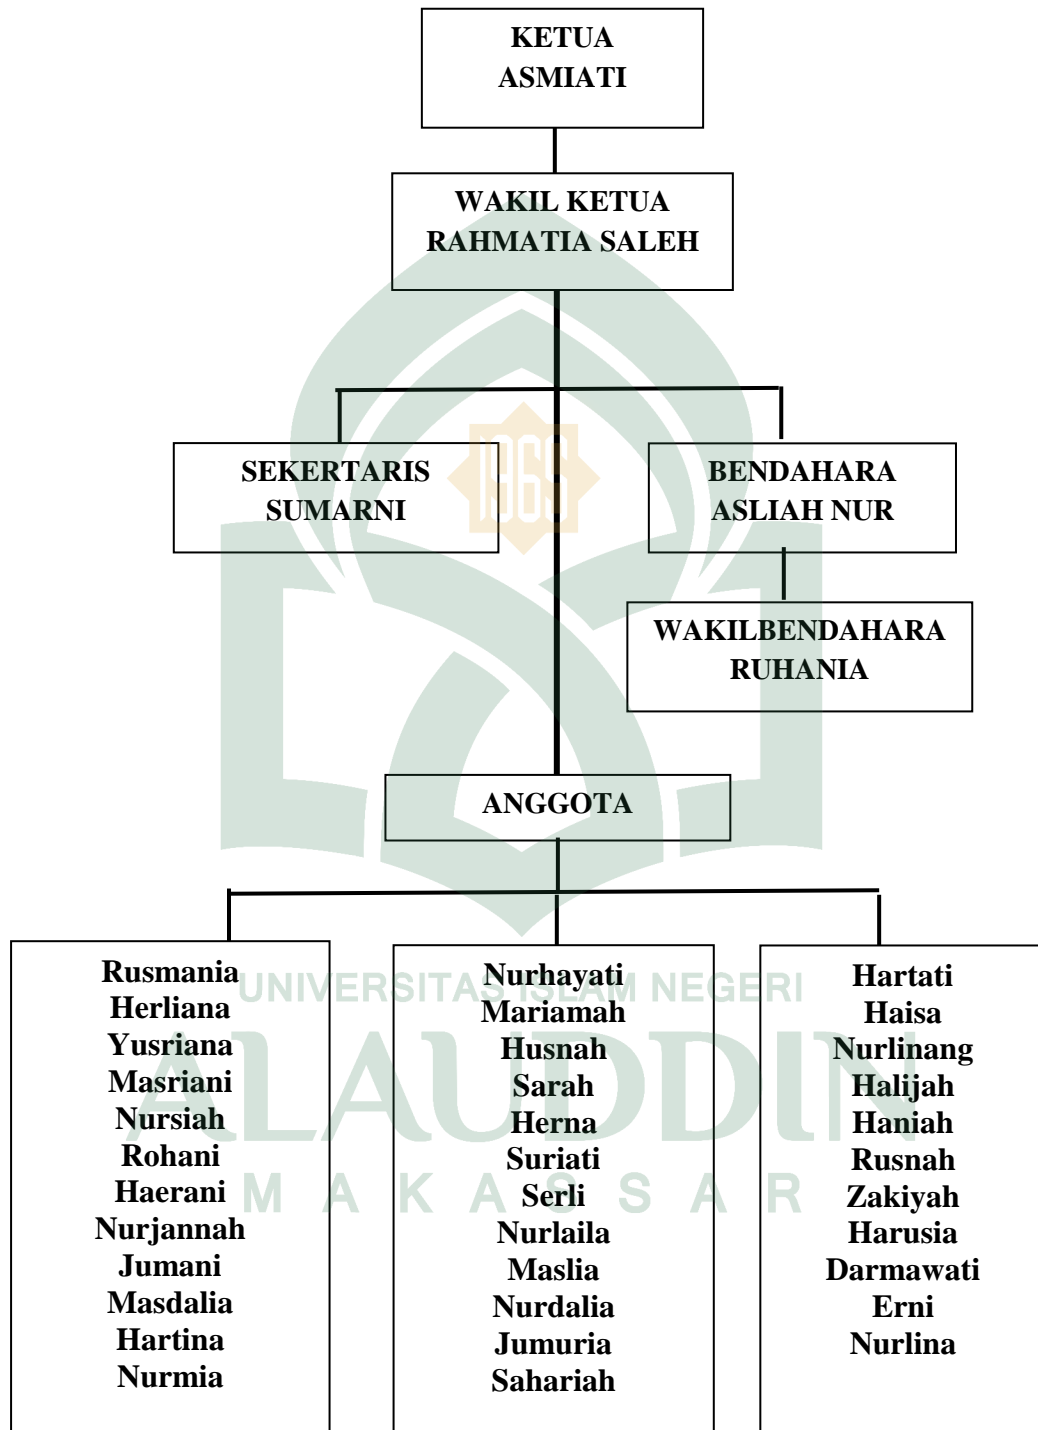 KETUA
ASMIATI
WAKIL KETUA
RAHMATIA SALEH
SEKERTARIS
SUMARNI
1965
BENDAHARA
ASLIAH NUR
WAKILBENDAHARA
RUHANIA
ANGGOTA
Rusmania
Herliana
Yusriana
Masriani
Nursiah
Rohani
Haerani
Nurjannah
Jumani
Masdalia
Hartina
Nurmia
Nurhayati
Mariamah
Husnah
Sarah
Herna
Suriati
Serli
Nurlaila
Maslia
Nurdalia
Jumuria
Sahariah
Hartati
Haisa
Nurlinang
Halijah
Haniah
Rusnah
Zakiyah
Harusia
Darmawati
Erni
Nurlina
UNIVERSITAS ISLAM NEGERI
ALAUDDIN
MAKASSAR